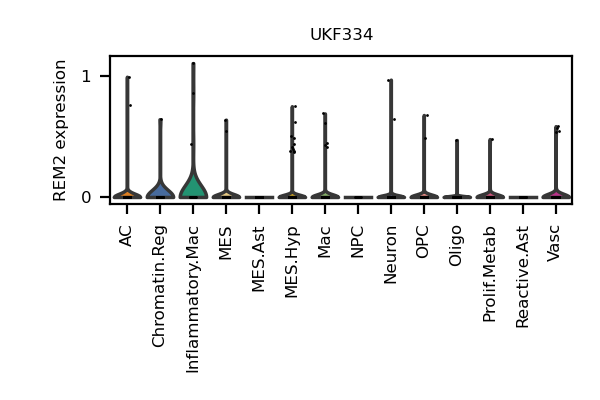 UKF334
REM2 expression
1
0
AC
Chromatin.Reg
Inflammatory.Mac
MES
MES.Ast
MES.Hyp
Mac
NPC
Neuron
OPC
Oligo
Prolif.Metab
Reactive.Ast
Vasc